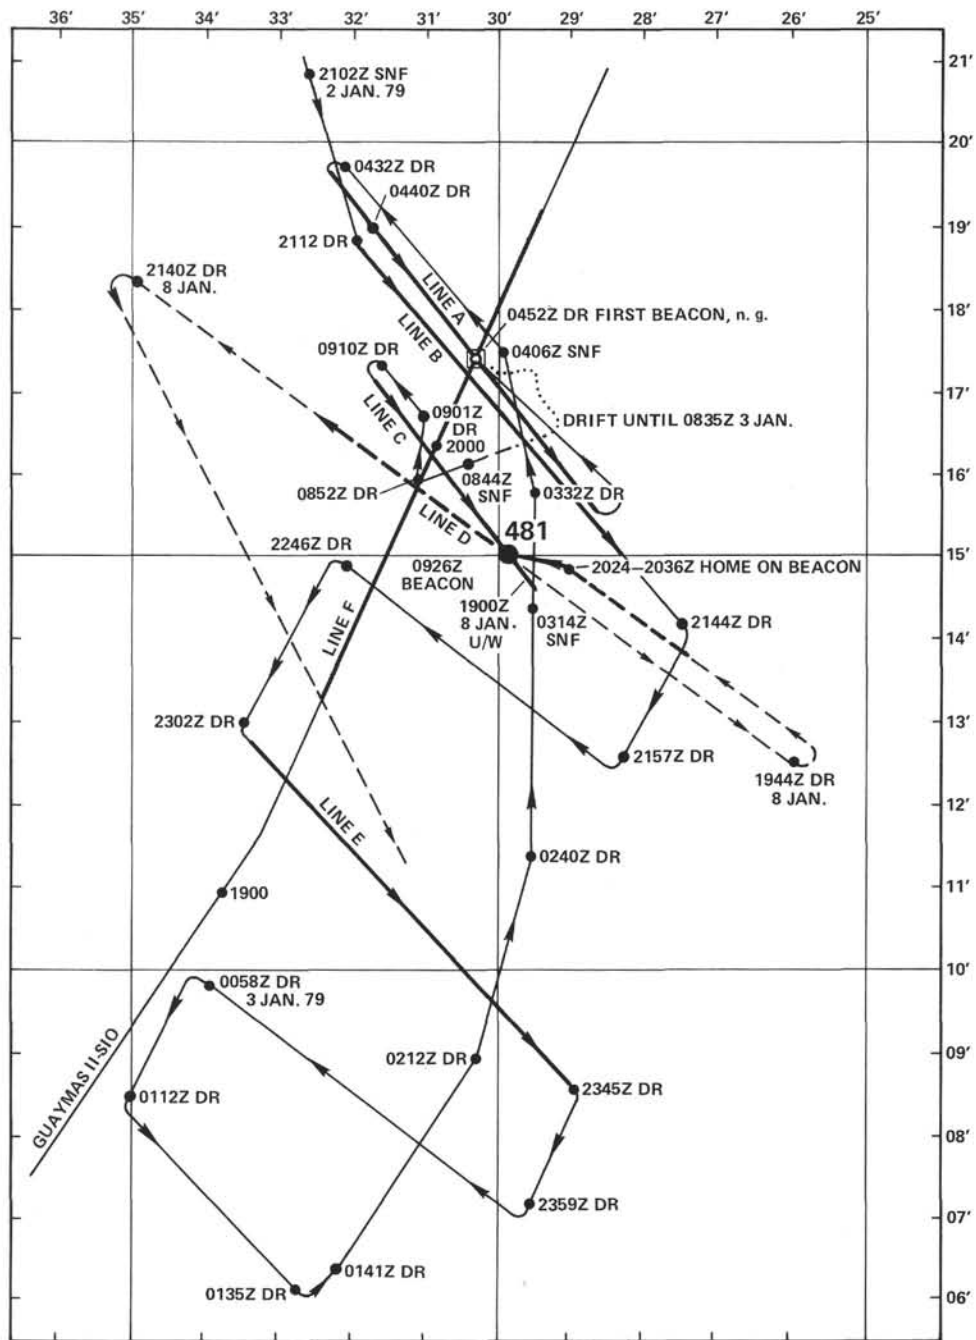 36' 35' 34' 33' 32' 31' 30' 29' 28' 27' 26' 25'
21'
2102Z SNF
2 JAN. 79
20'
0432Z DR
0440Z DR
19'
2112 DR
2140Z DR
8 JAN.
LINE A
18'
0452Z DR FIRST BEACON, n. g.
LINE B
0406Z SNF
0910Z DR
17'
LINE C
0901Z
DR
2000
DRIFT UNTIL 0835Z 3 JAN.
16'
0844Z
SNF
0852Z DR
0332Z DR
LINE D
481
2246Z DR
15'
0926Z
BEACON
2024–2036Z HOME ON BEACON
1900Z
8 JAN.
U/W
0314Z
SNF
LINE F
2144Z DR
14'
2302Z DR
13'
2157Z DR
1944Z DR
8 JAN.
12'
LINE E
0240Z DR
11'
1900
10'
0058Z DR
3 JAN. 79
GUAYMAS II-SIO
0212Z DR
09'
2345Z DR
0112Z DR
08'
2359Z DR
07'
0141Z DR
0135Z DR
06'